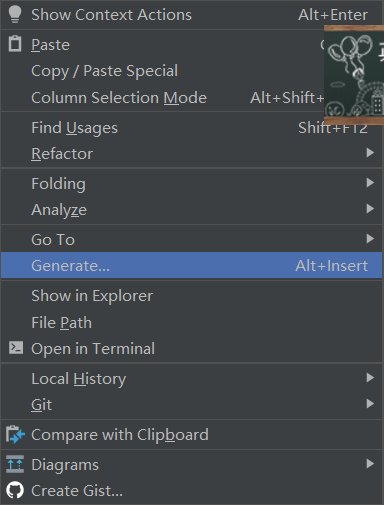 Show Context Actions Alt+Enter
Paste
Copy / Paste Special
Column Selection Mode Alt+Shift+
Find Usages Shift+F12
Refactor
Folding
Analyze
Go To
Generate... Alt+Insert
Show in Explorer
File Path
Open in Terminal
Local History
Git
Compare with Clipboard
Diagrams
Create Gist...